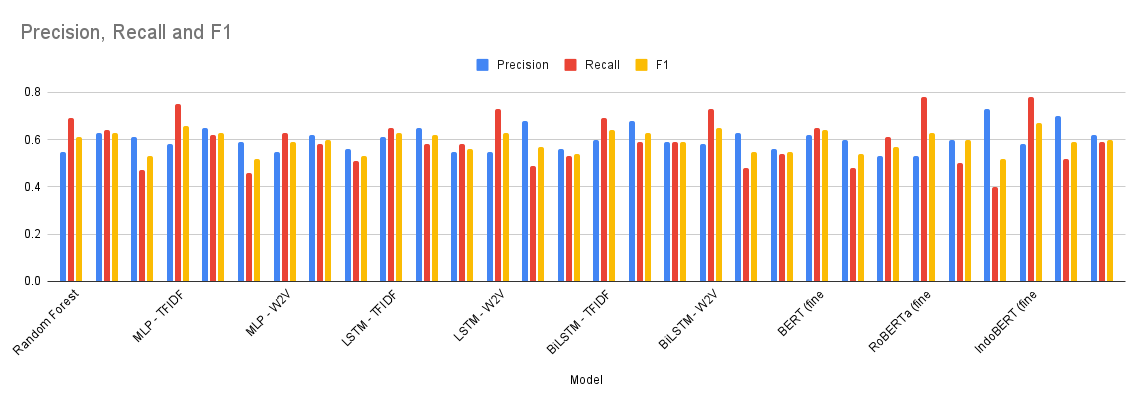 Precision, Recall and F1
Precision
Recall
F1
0.8
0.6
0.4
0.2
0.0
Random Forest
MLP - TFIDF
MLP - W2V
LSTM - TFIDF
LSTM - W2V
BiLSTM - TFIDF
BiLSTM - W2V
BERT (fine
RoBERTa (fine
IndoBERT (fine
Model